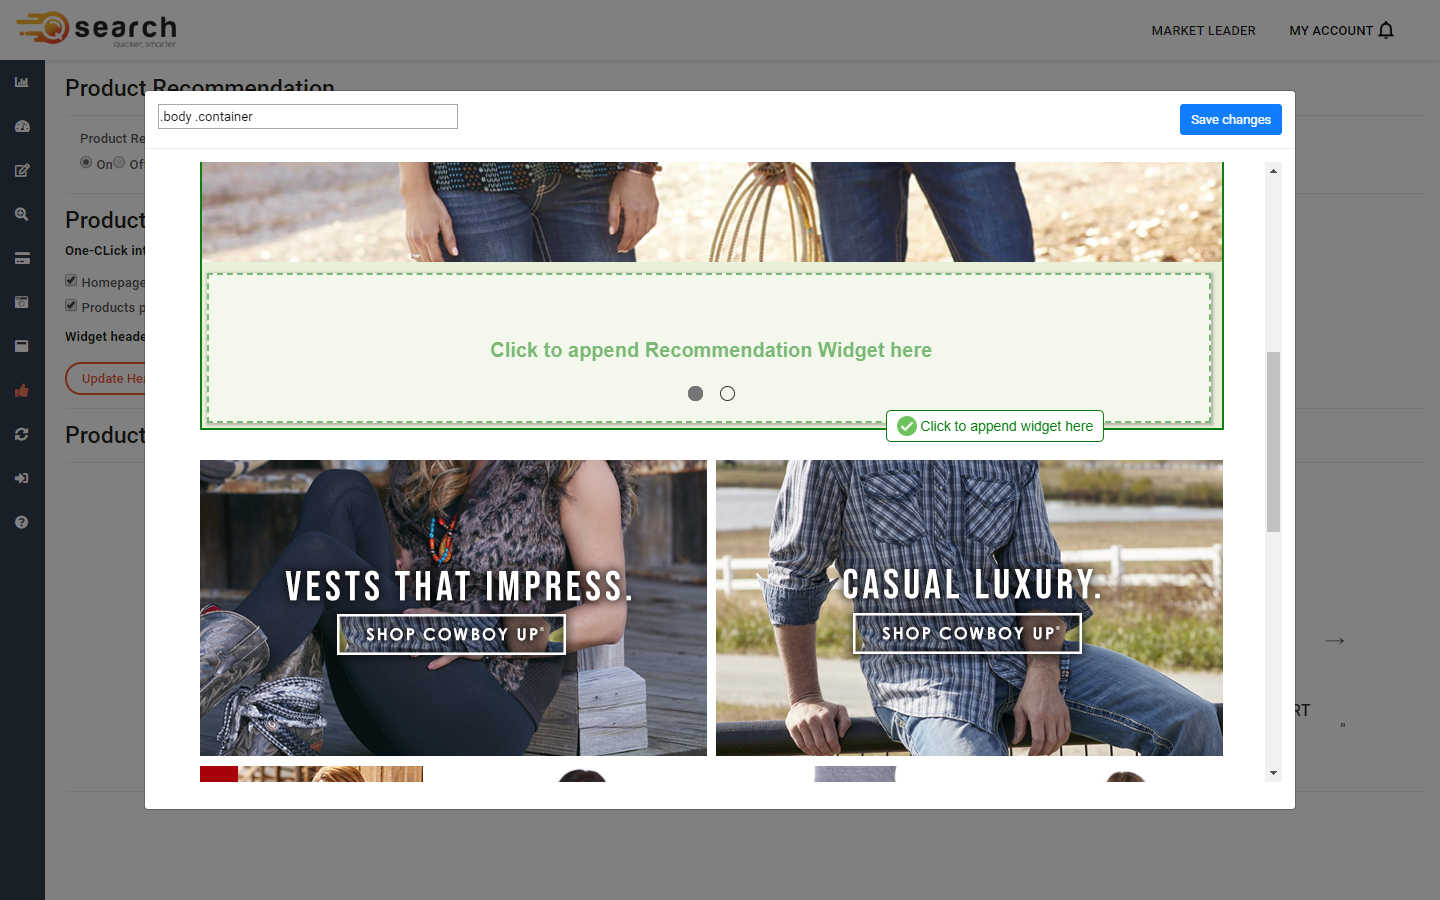 search
quicker, smarter
MARKET LEADER
MY ACCOUNT
Product Recommendation
.body .container
Save changes
Product Re
On
Of
Product
One-CLick int
Homepage
Products p
Widget heade
Update Hea
Product
Click to append Recommendation Widget here
Click to append widget here
VESTS THAT IMPRESS.
SHOP COWBOY UP®
CASUAL LUXURY.
SHOP COWBOY UP®
RT
"